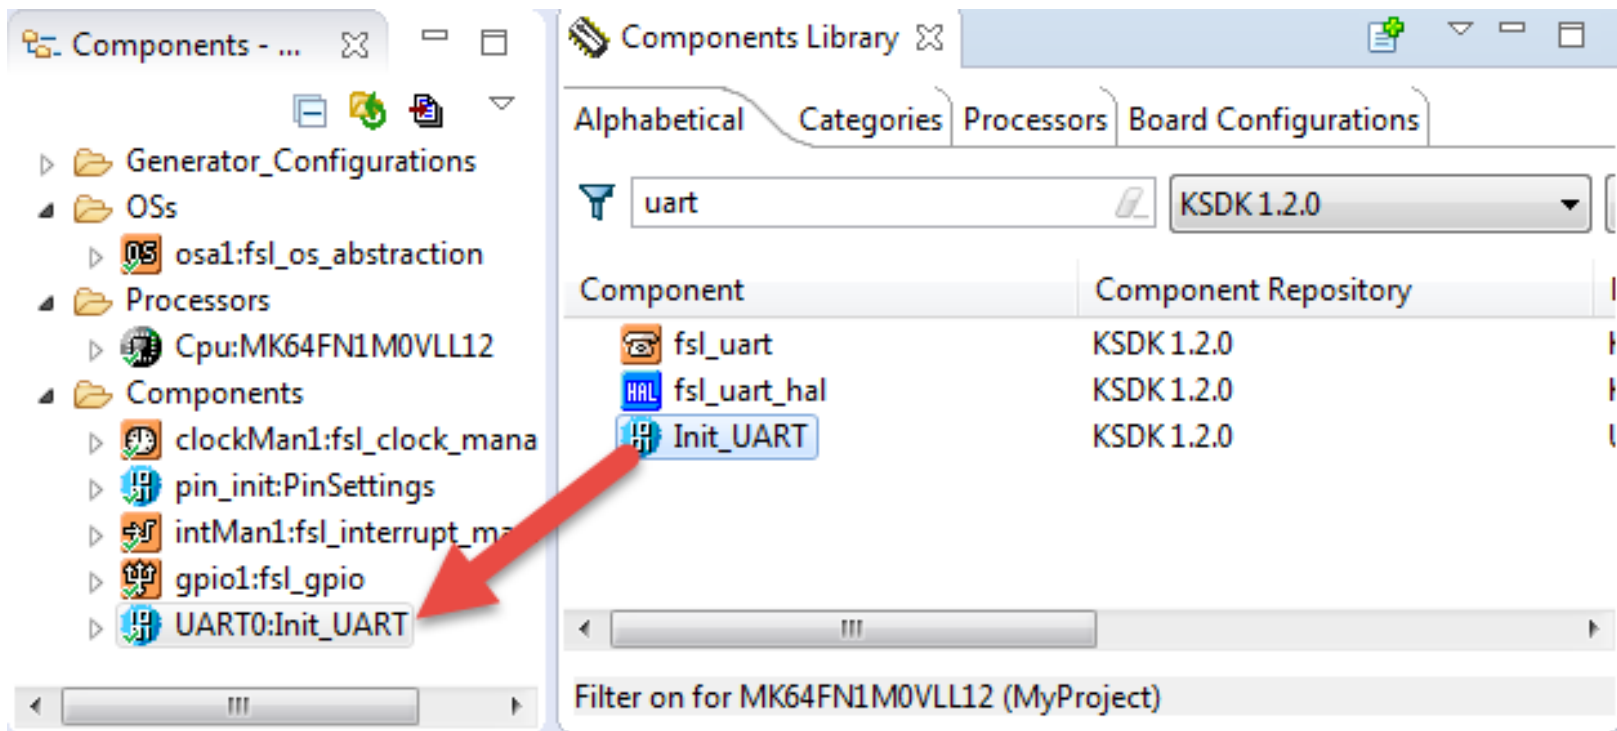 Components - ...
Generator_Configurations
OSs
osa1:fsl_os_abstraction
Processors
Cpu:MK64FN1M0VLL12
Components
clockMan1:fsl_clock_mana
pin_init:PinSettings
intMan1:fsl_interrupt_ma
gpio1:fsl_gpio
UART0:Init_UART
Components Library
Alphabetical Categories Processors Board Configurations
uart KSDK 1.2.0
Component Component Repository
fsl_uart KSDK 1.2.0
HAL fsl_uart_hal KSDK 1.2.0
Init_UART KSDK 1.2.0
Filter on for MK64FN1M0VLL12 (MyProject)